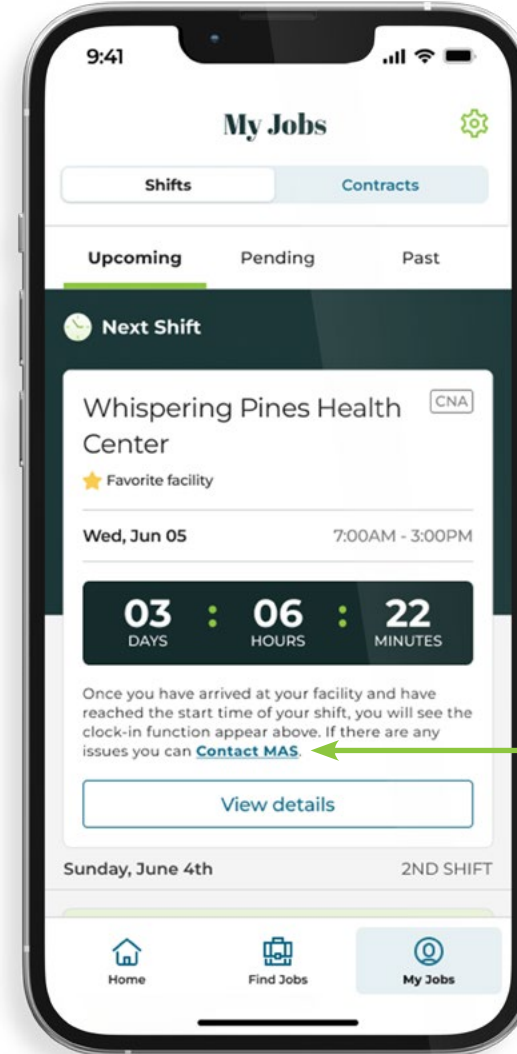 9:41
My Jobs
Shifts Contracts
Upcoming Pending Past
Next Shift
Whispering Pines Health CNA
Center
Favorite facility
Wed, Jun 05 7:00AM - 3:00PM
03 : 06 : 22
DAYS HOURS MINUTES
Once you have arrived at your facility and have
reached the start time of your shift, you will see the
clock-in function appear above. If there are any
issues you can Contact MAS.
View details
Sunday, June 4th 2ND SHIFT
Home Find Jobs My Jobs